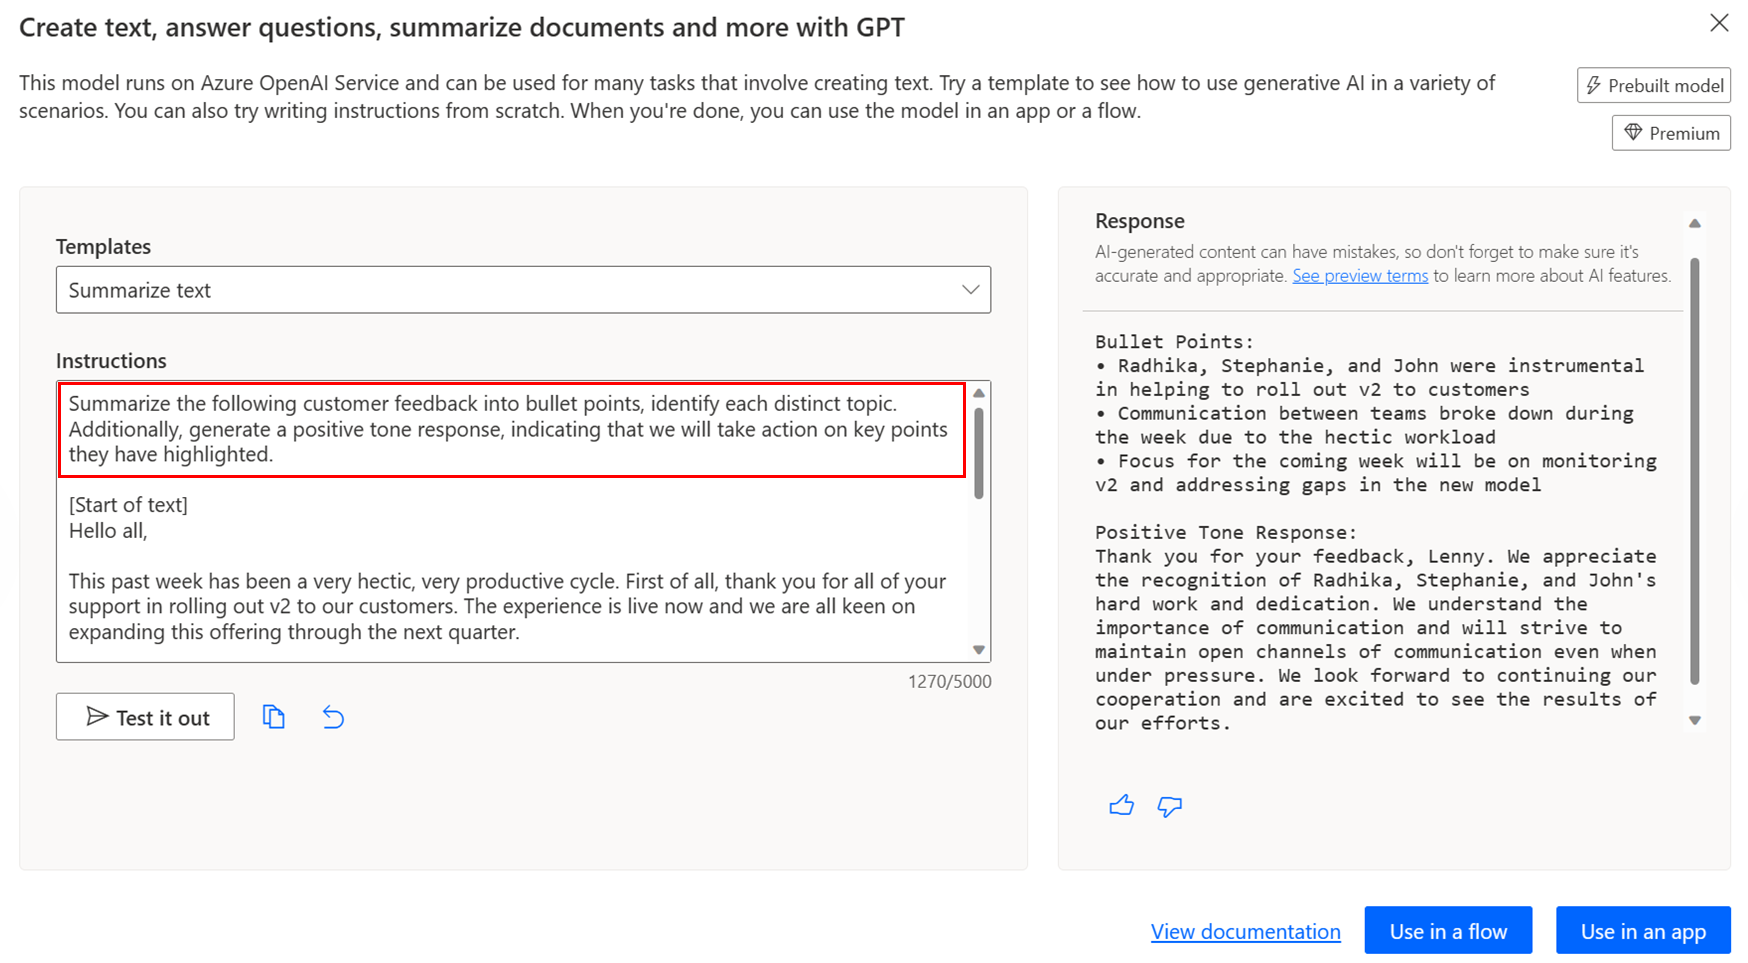 Create text, answer questions, summarize documents and more with GPT
This model runs on Azure OpenAI Service and can be used for many tasks that involve creating text. Try a template to see how to use generative AI in a variety of
scenarios. You can also try writing instructions from scratch. When you're done, you can use the model in an app or a flow.
Prebuilt model
Premium
Templates
Summarize text
Instructions
Summarize the following customer feedback into bullet points, identify each distinct topic.
Additionally, generate a positive tone response, indicating that we will take action on key points
they have highlighted.
[Start of text]
Hello all,
This past week has been a very hectic, very productive cycle. First of all, thank you for all of your
support in rolling out v2 to our customers. The experience is live now and we are all keen on
expanding this offering through the next quarter.
1270/5000
Test it out
Response
AI-generated content can have mistakes, so don't forget to make sure it's
accurate and appropriate. See preview terms to learn more about AI features.
Bullet Points:
• Radhika, Stephanie, and John were instrumental
in helping to roll out v2 to customers
• Communication between teams broke down during
the week due to the hectic workload
• Focus for the coming week will be on monitoring
v2 and addressing gaps in the new model
Positive Tone Response:
Thank you for your feedback, Lenny. We appreciate
the recognition of Radhika, Stephanie, and John's
hard work and dedication. We understand the
importance of communication and will strive to
maintain open channels of communication even when
under pressure. We look forward to continuing our
cooperation and are excited to see the results of
our efforts.
View documentation
Use in a flow
Use in an app